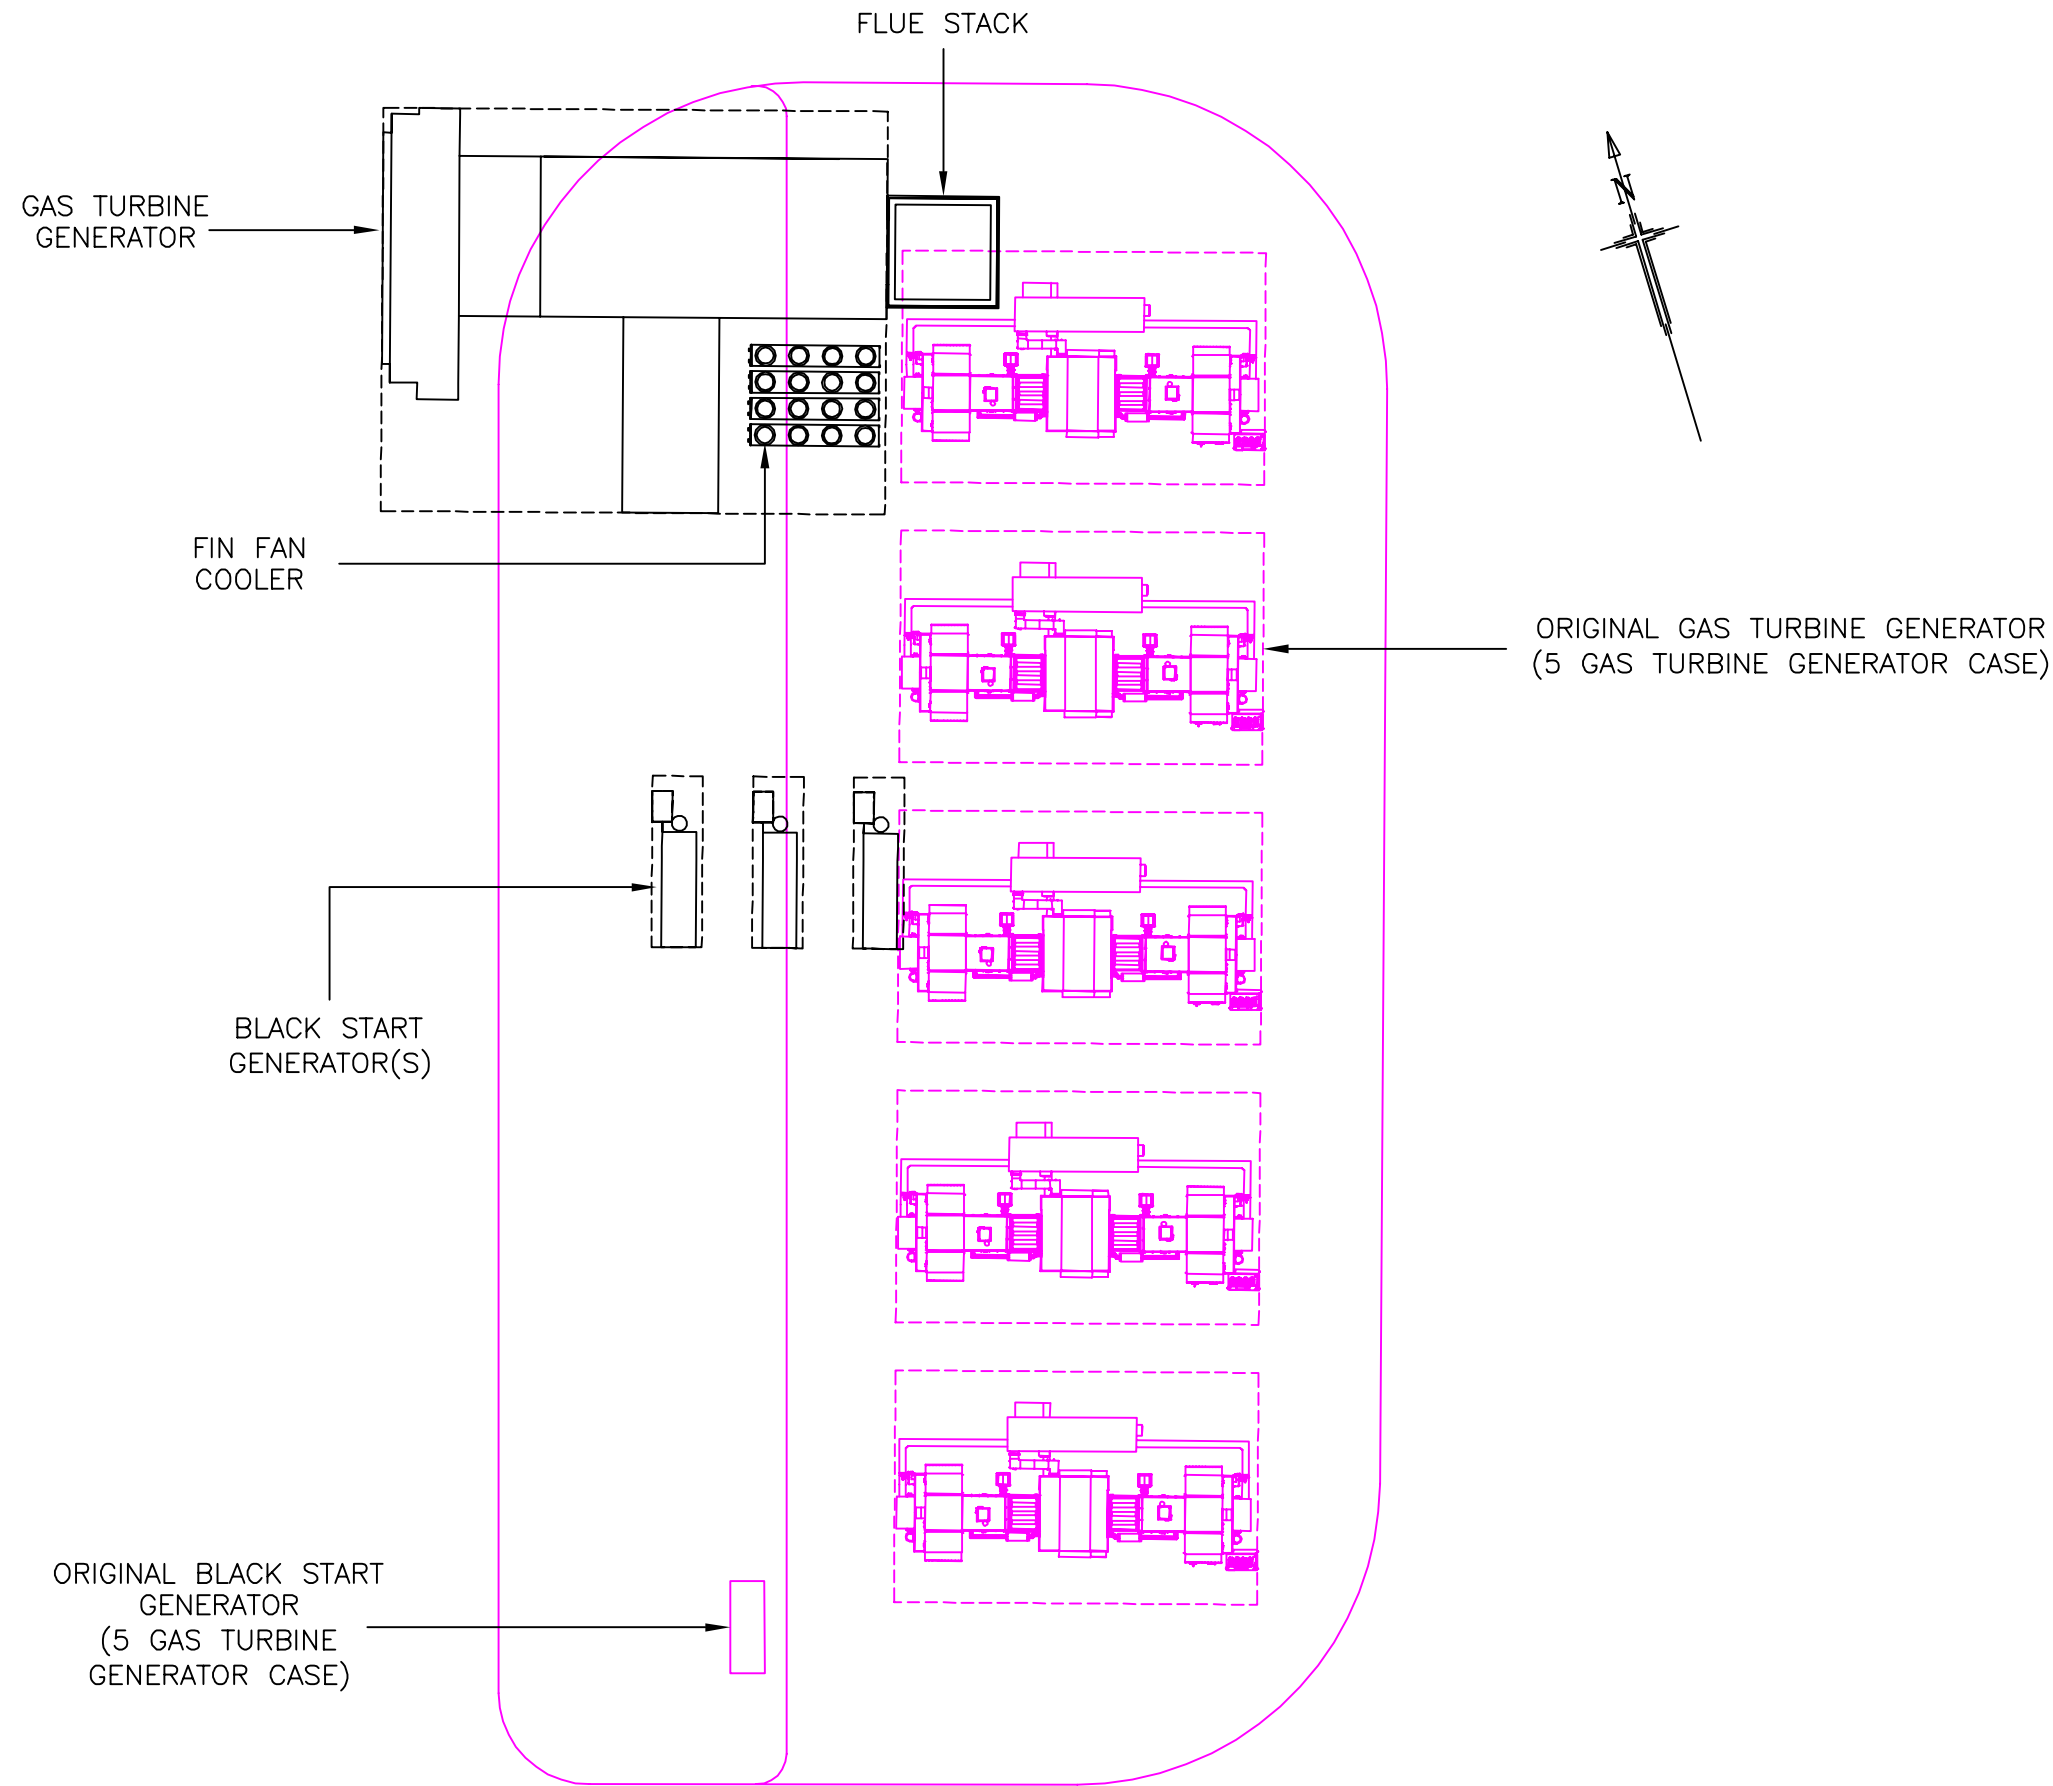 FLUE STACK
GAS TURBINE
GENERATOR
N
FIN FAN
COOLER
ORIGINAL GAS TURBINE GENERATOR
(5 GAS TURBINE GENERATOR CASE)
BLACK START
GENERATOR(S)
ORIGINAL BLACK START
GENERATOR
(5 GAS TURBINE
GENERATOR CASE)